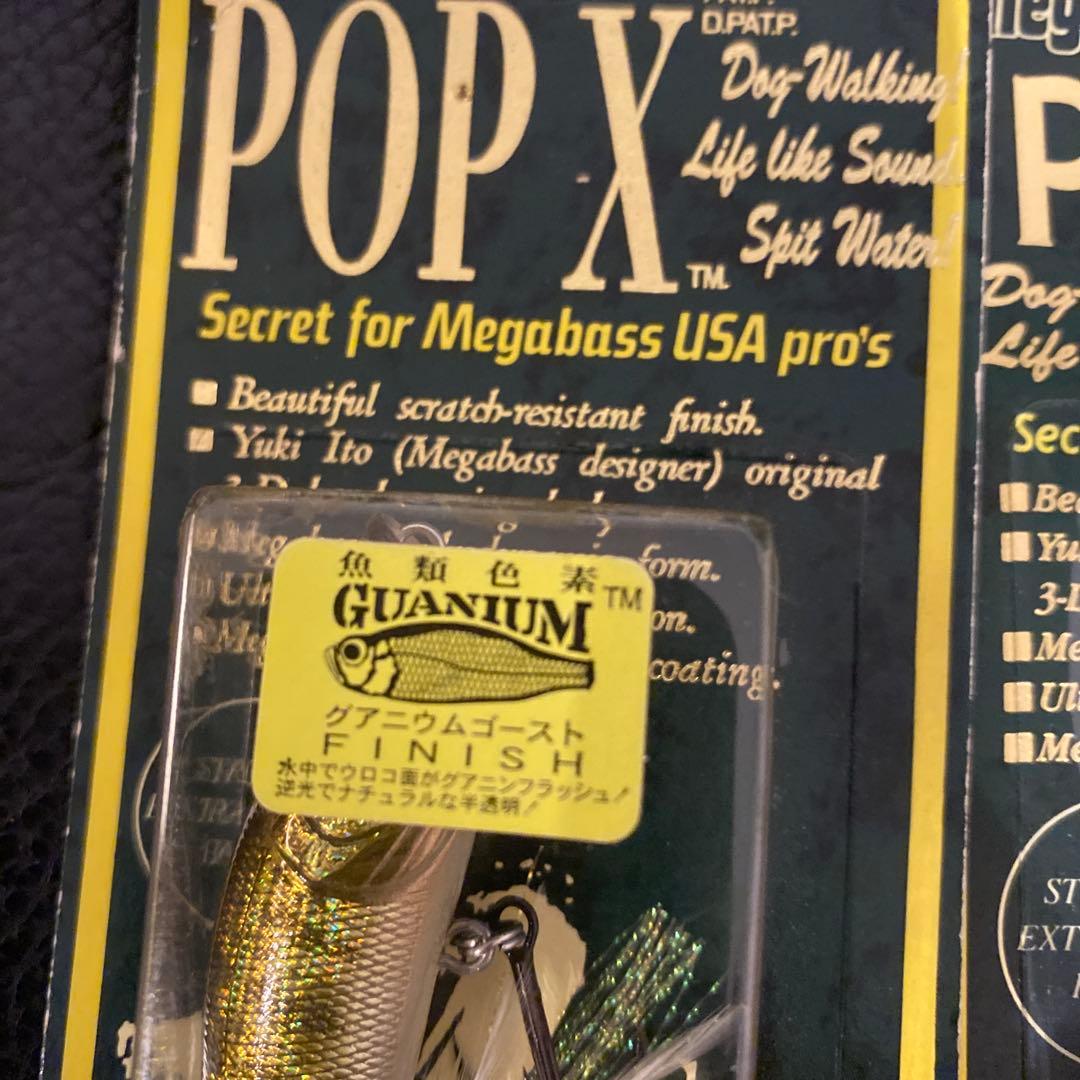 D.PAT.P.
POP X™
Dog-Walking!
Life like Sound!
Spit Water!
Secret for Megabass USA pro's
■ Beautiful scratch-resistant finish.
■ Yuki Ito (Megabass designer) original
form.
on.
coating.
魚類色素
GUANIUM™
グアニウムゴースト
FINISH
水中でウロコ面がグアニンフラッシュ!
逆光でナチュラルな半透明!
P
Dog-
Life
Sec
■ Bea
■ Yu
3-D
■ Me
■ Ul
■ Me
ST
EXT